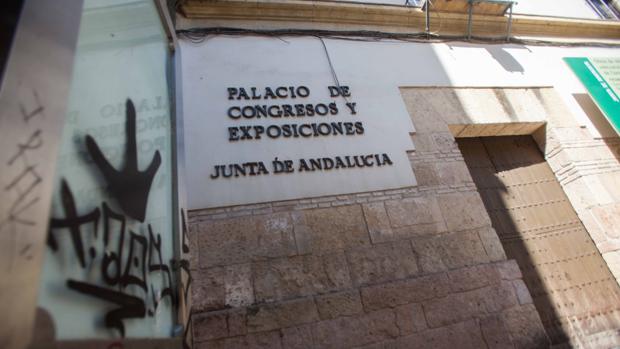 PALACIO DE
CONGRESOS Y
EXPOSICIONES
JUNTA DE ANDALUCIA